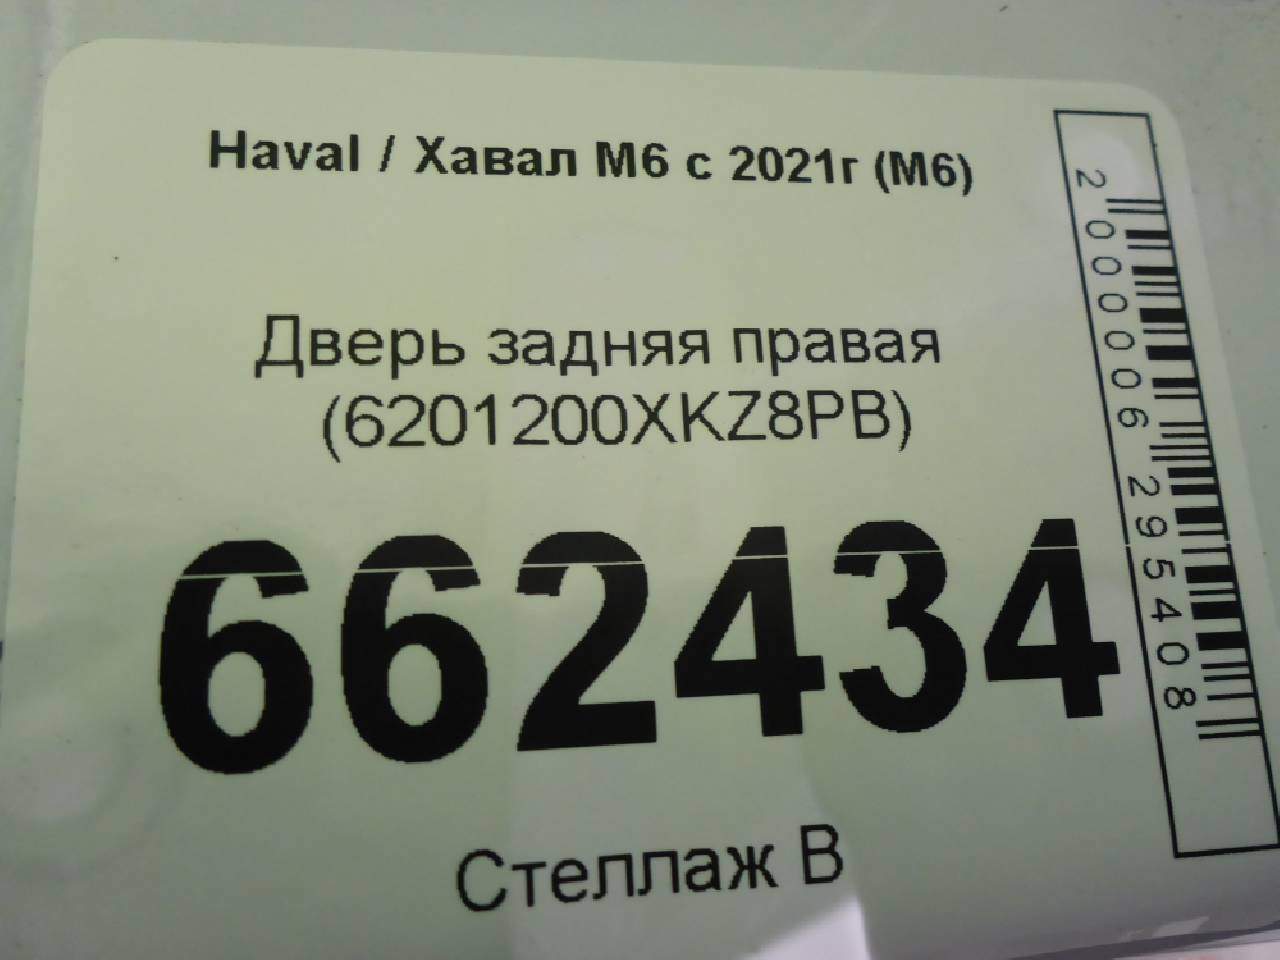 Haval / Хавал М6 с 2021г (М6)
Дверь задняя правая
(6201200XKZ8PB)
662434
Стеллаж В
2000006295408